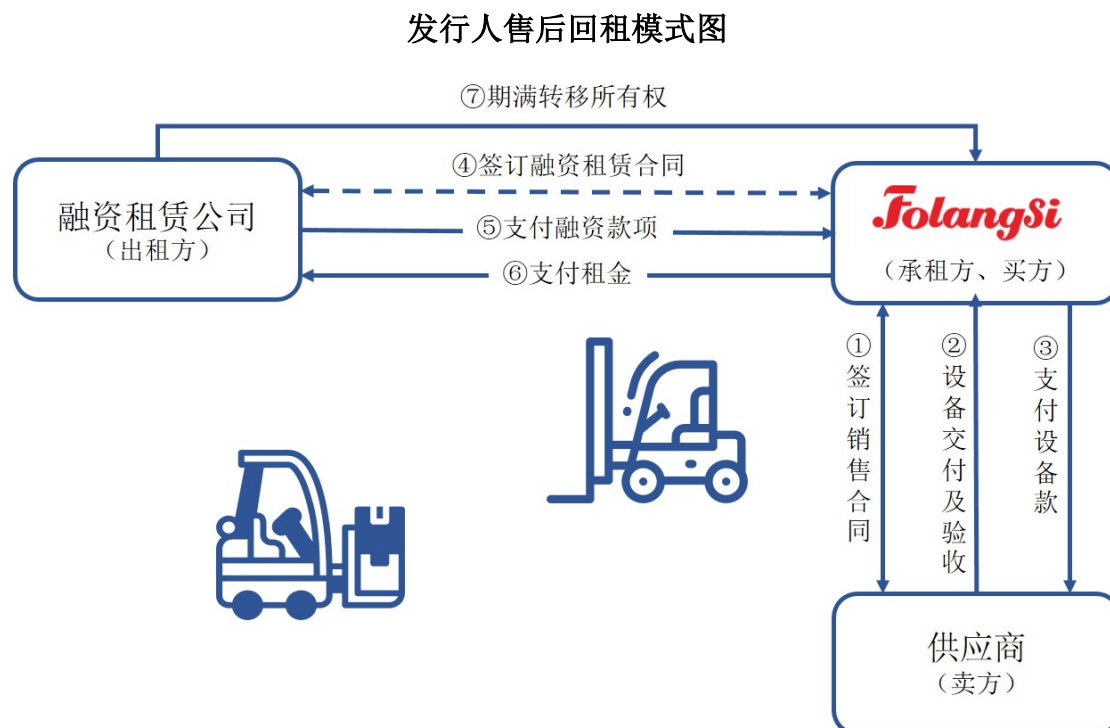 发行人售后回租模式图
⑦期满转移所有权
④签订融资租赁合同
融资租赁公司
（出租方）
⑤支付融资款项
⑥支付租金
FolangSi
（承租方、买方）
①签订销售合同
②设备交付及验收
③支付设备款
供应商
（卖方）